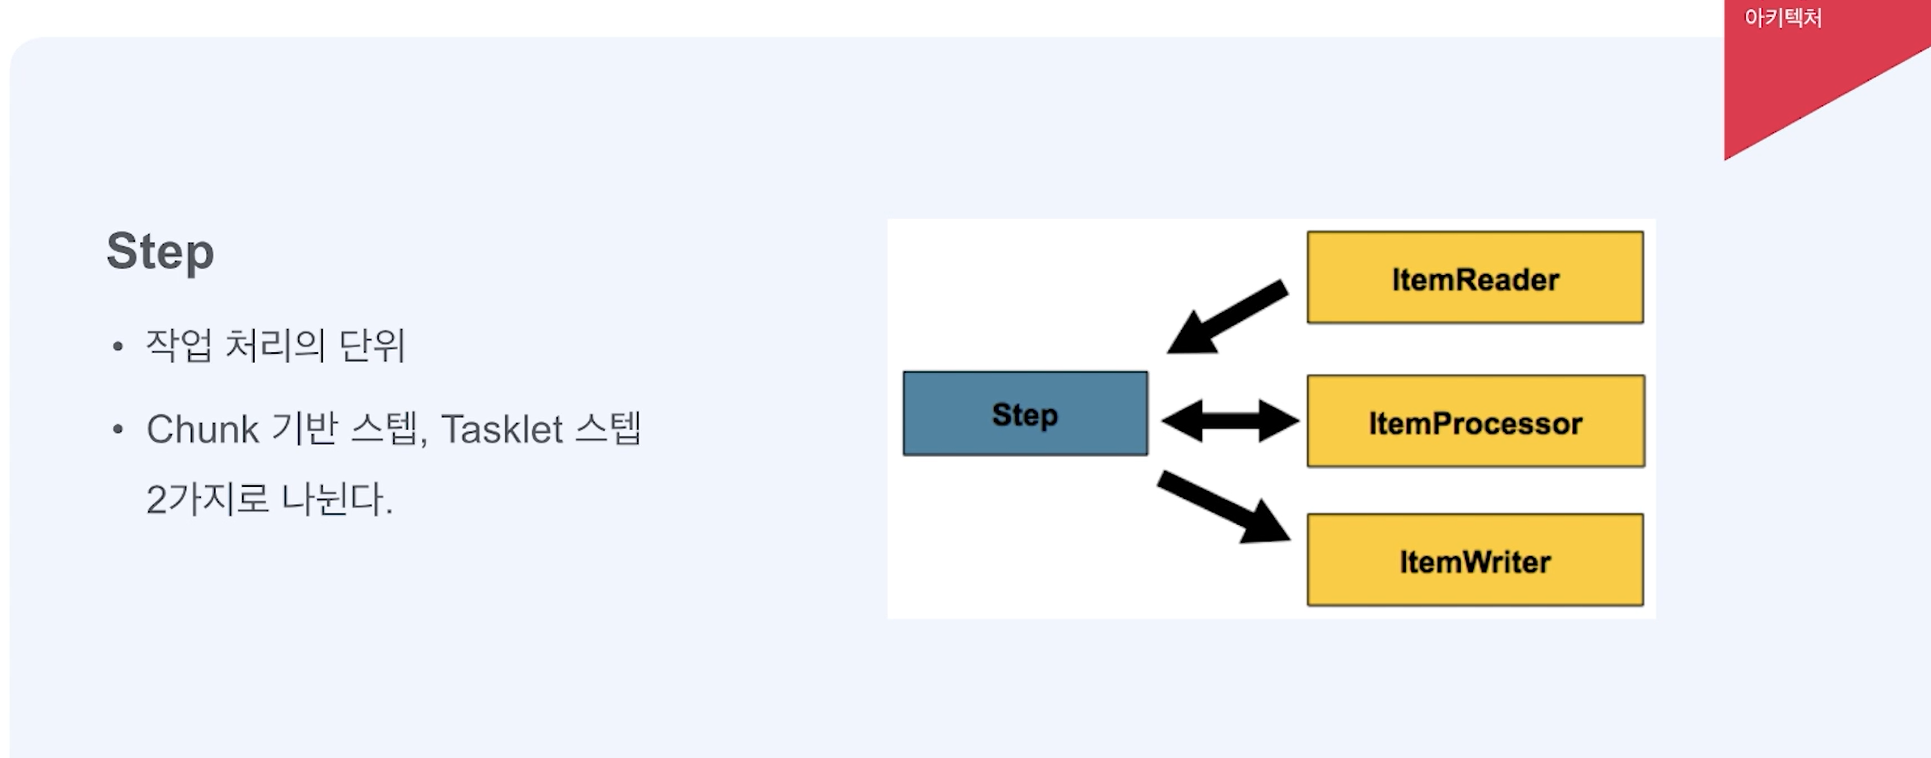 아키텍처
Step
• 작업 처리의 단위
• Chunk 기반 스텝, Tasklet 스텝
2가지로 나뉜다.
ItemReader
Step
ItemProcessor
ItemWriter